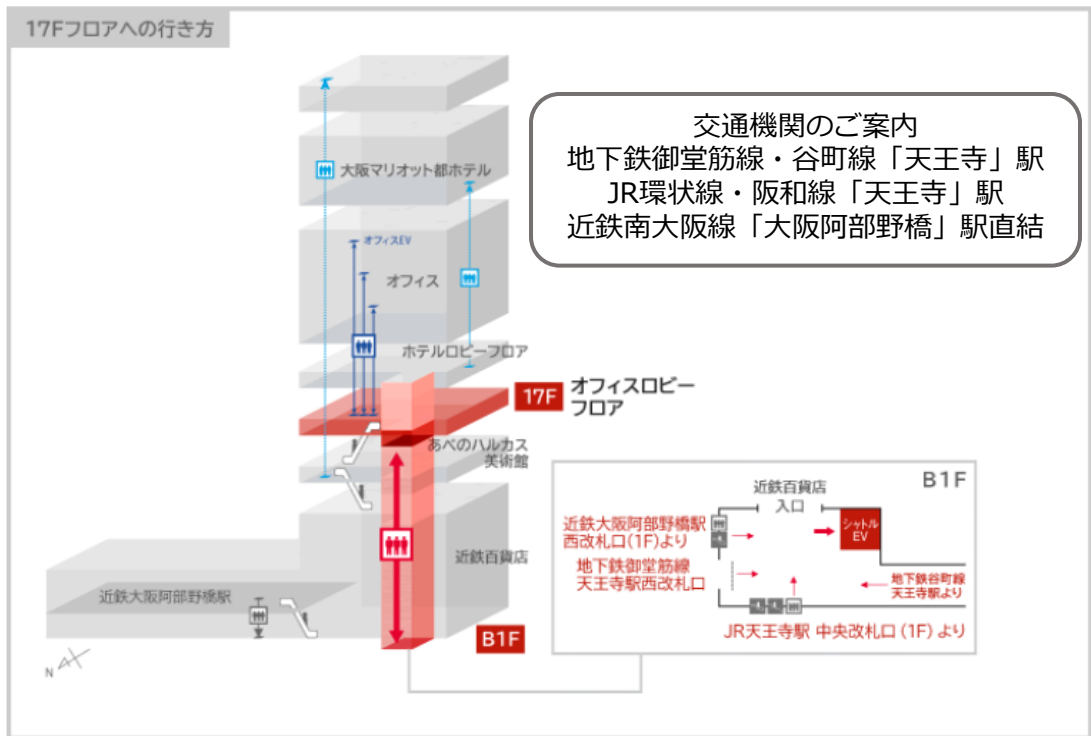 17Fフロアへの行き方
交通機関のご案内
地下鉄御堂筋線・谷町線「天王寺」駅
JR環状線・阪和線「天王寺」駅
近鉄南大阪線「大阪阿部野橋」駅直結
大阪マリオット都ホテル
オフィスEV
オフィス
ホテルロビーフロア
17F
オフィスロビー
フロア
あべのハルカス
美術館
近鉄百貨店
近鉄大阪阿部野橋駅
B1F
N
B1F
近鉄百貨店
入口
シャトル
EV
近鉄大阪阿部野橋駅
西改札口(1F)より
地下鉄御堂筋線
天王寺駅西改札口
地下鉄谷町線
天王寺駅より
JR天王寺駅 中央改札口 (1F) より